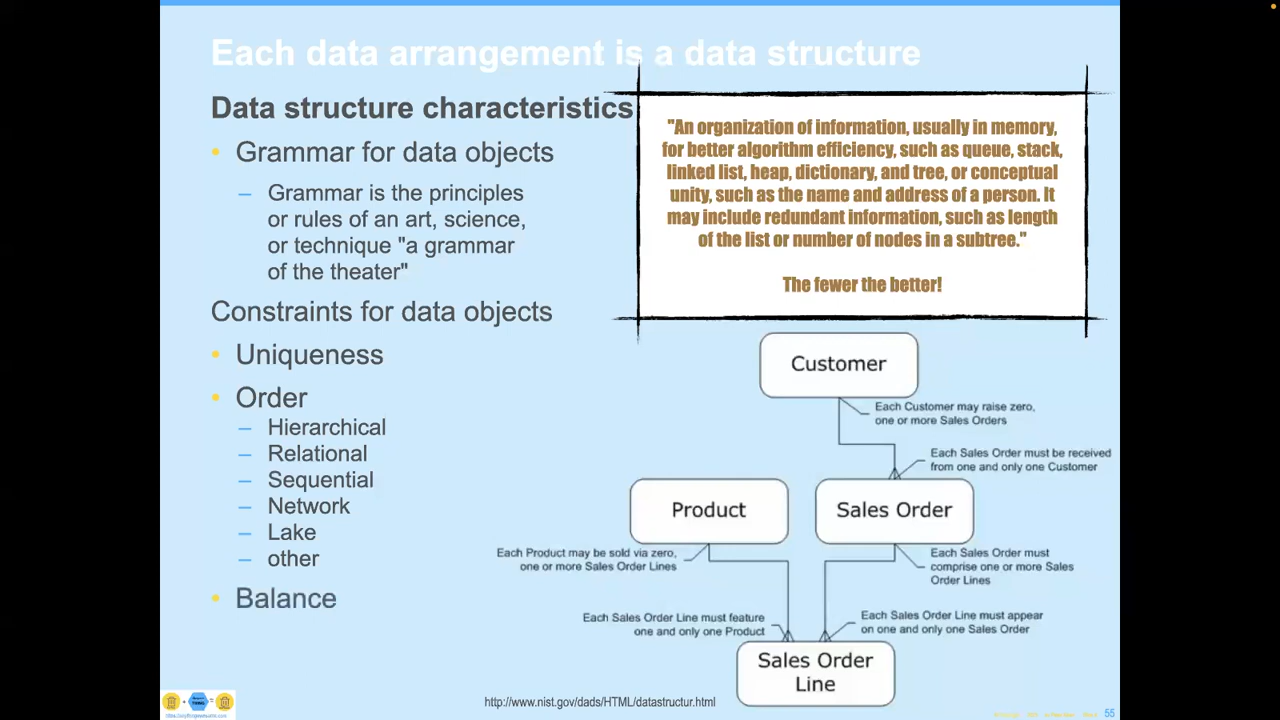 Each data arrangement is a data structure
Data structure characteristics
• Grammar for data objects
– Grammar is the principles
or rules of an art, science,
or technique "a grammar
of the theater"
Constraints for data objects
• Uniqueness
• Order
– Hierarchical
– Relational
– Sequential
– Network
– Lake
– other
• Balance
"An organization of information, usually in memory,
for better algorithm efficiency, such as queue, stack,
linked list, heap, dictionary, and tree, or conceptual
unity, such as the name and address of a person. It
may include redundant information, such as length
of the list or number of nodes in a subtree."
The fewer the better!
Customer
Each Customer may raise zero,
one or more Sales Orders
Each Sales Order must be received
from one and only one Customer
Product
Sales Order
Each Product may be sold via zero,
one or more Sales Order Lines
Each Sales Order must
comprise one or more Sales
Order Lines
Each Sales Order Line must feature
one and only one Product
Each Sales Order Line must appear
on one and only one Sales Order
Sales Order
Line
http://www.nist.gov/dads/HTML/datastructur.html
55